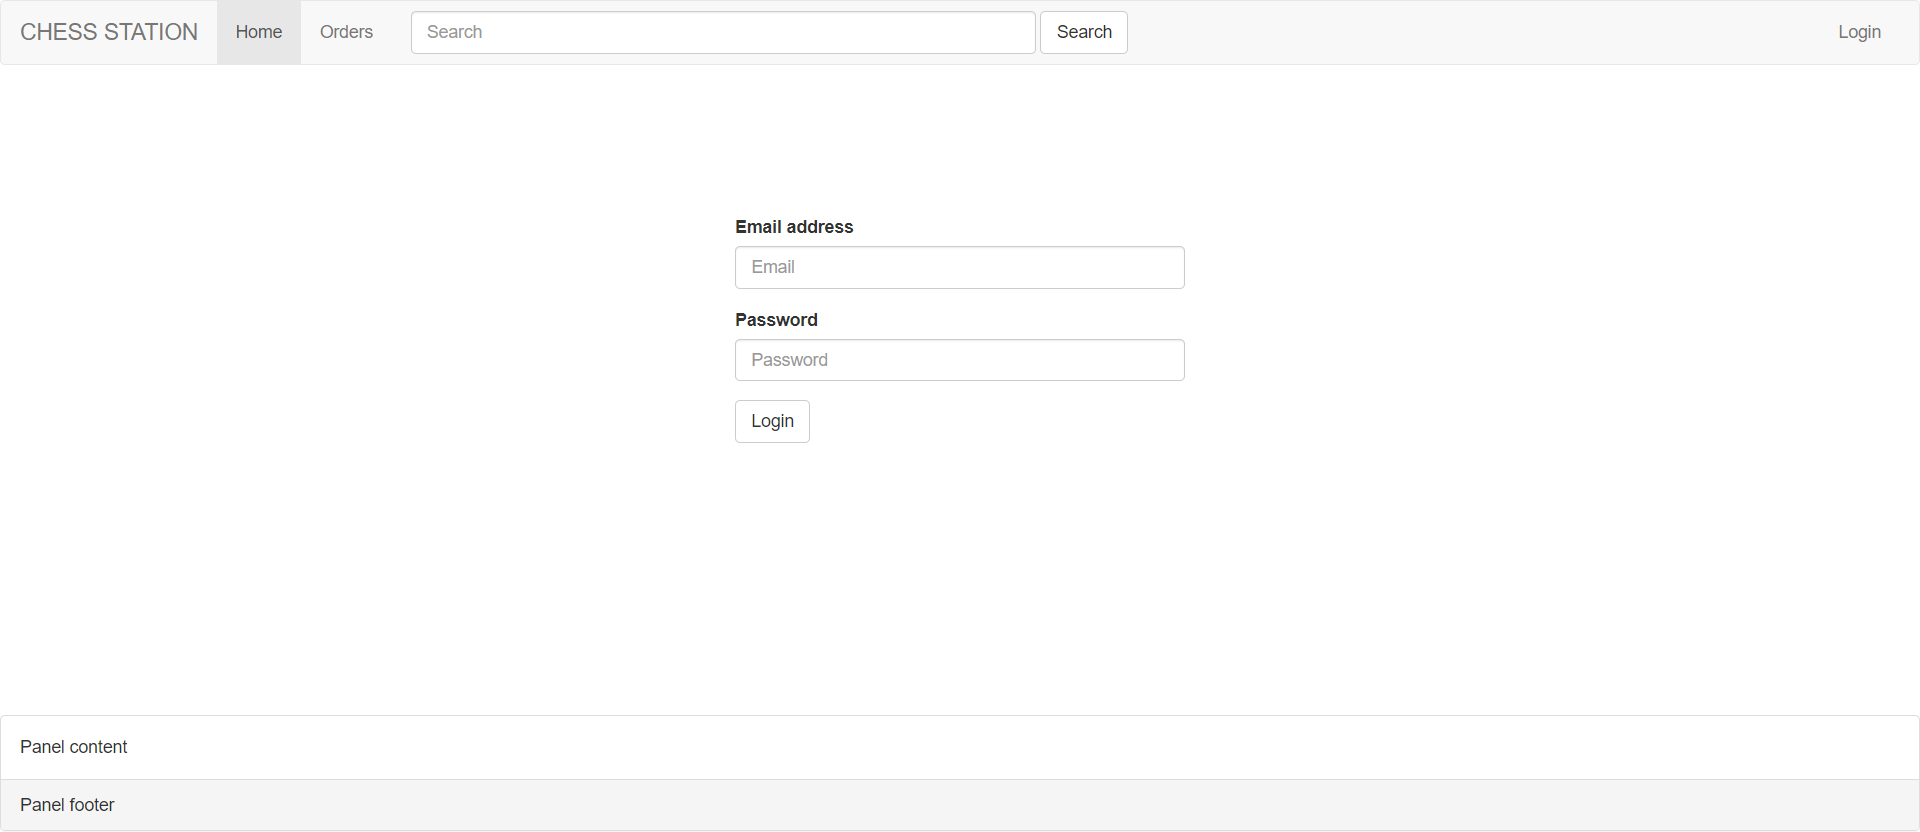 CHESS STATION Home Orders Search Search Login
Email address
Email
Password
Password
Login
Panel content
Panel footer